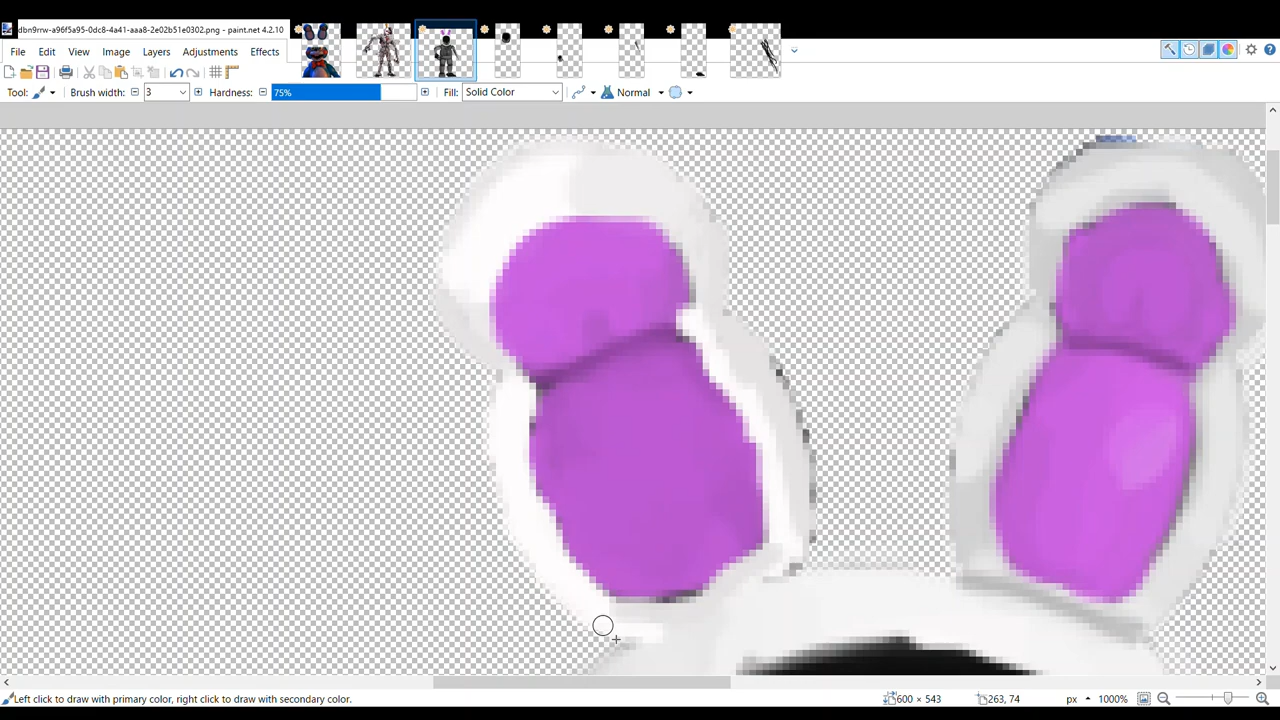 dbn9rrw-a96f5a95-0dc8-4a41-aaa8-2e02b51e0302.png - paint.net 4.2.10
File Edit View Image Layers Adjustments Effects
Tool: Brush width: 3 Hardness: 75% Fill: Solid Color Normal
Left click to draw with primary color, right click to draw with secondary color. 600 × 543 263, 74 px 1000%